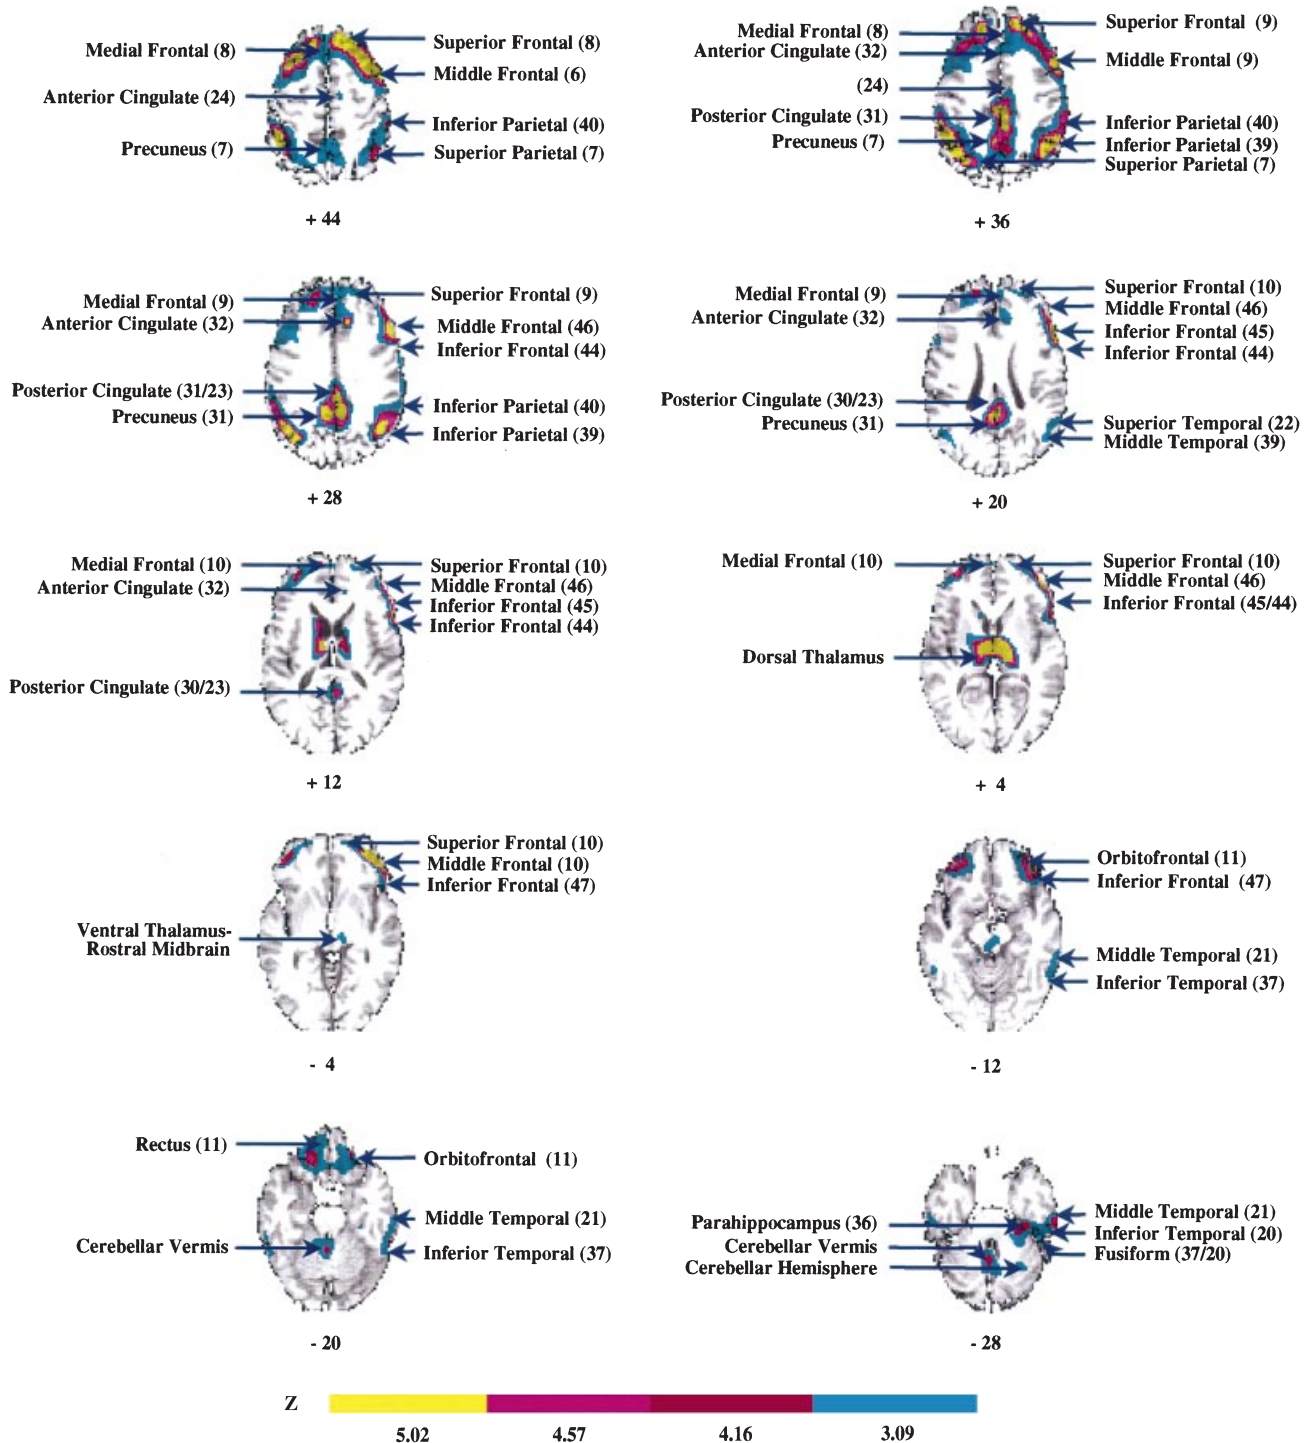 Medial Frontal (8)
Anterior Cingulate (24)
Precuneus (7)
Superior Frontal (8)
Middle Frontal (6)
Inferior Parietal (40)
Superior Parietal (7)
+ 44
Medial Frontal (8)
Anterior Cingulate (32)
(24)
Posterior Cingulate (31)
Precuneus (7)
Superior Frontal (9)
Middle Frontal (9)
Inferior Parietal (40)
Inferior Parietal (39)
Superior Parietal (7)
+ 36
Medial Frontal (9)
Anterior Cingulate (32)
Posterior Cingulate (31/23)
Precuneus (31)
Superior Frontal (9)
Middle Frontal (46)
Inferior Frontal (44)
Inferior Parietal (40)
Inferior Parietal (39)
+ 28
Medial Frontal (9)
Anterior Cingulate (32)
Posterior Cingulate (30/23)
Precuneus (31)
Superior Frontal (10)
Middle Frontal (46)
Inferior Frontal (45)
Inferior Frontal (44)
Superior Temporal (22)
Middle Temporal (39)
+ 20
Medial Frontal (10)
Anterior Cingulate (32)
Posterior Cingulate (30/23)
Superior Frontal (10)
Middle Frontal (46)
Inferior Frontal (45)
Inferior Frontal (44)
+ 12
Medial Frontal (10)
Dorsal Thalamus
Superior Frontal (10)
Middle Frontal (46)
Inferior Frontal (45/44)
+ 4
Ventral Thalamus-
Rostral Midbrain
Superior Frontal (10)
Middle Frontal (10)
Inferior Frontal (47)
- 4
Orbitofrontal (11)
Inferior Frontal (47)
Middle Temporal (21)
Inferior Temporal (37)
- 12
Rectus (11)
Cerebellar Vermis
Orbitofrontal (11)
Middle Temporal (21)
Inferior Temporal (37)
- 20
Parahippocampus (36)
Cerebellar Vermis
Cerebellar Hemisphere
Middle Temporal (21)
Inferior Temporal (20)
Fusiform (37/20)
- 28
Z
5.02 4.57 4.16 3.09